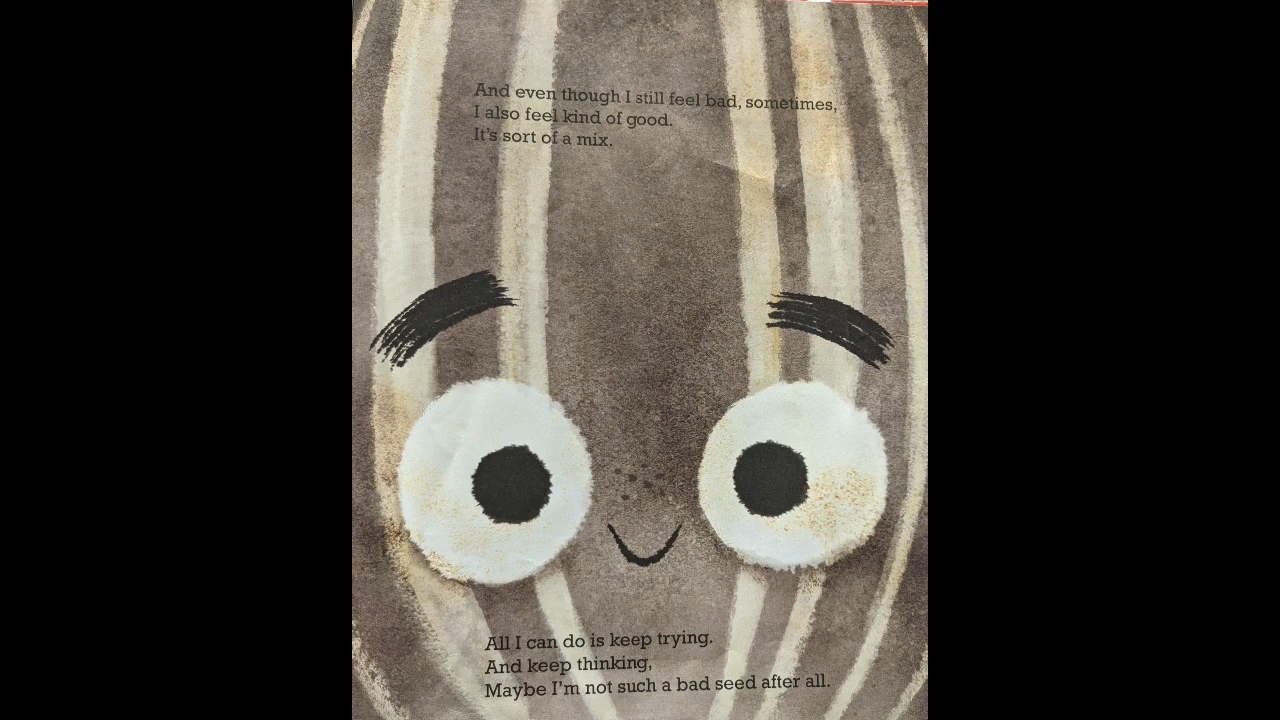 And even though I still feel bad, sometimes,
I also feel kind of good.
It's sort of a mix.
All I can do is keep trying.
And keep thinking,
Maybe I'm not such a bad seed after all.